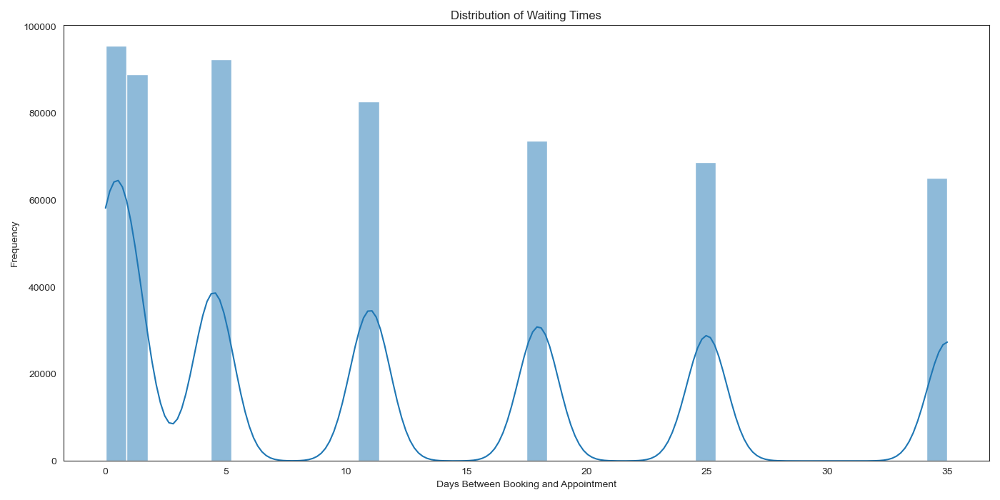 Distribution of Waiting Times
100000
80000
60000
40000
20000
0
Frequency
0 5 10 15 20 25 30 35
Days Between Booking and Appointment